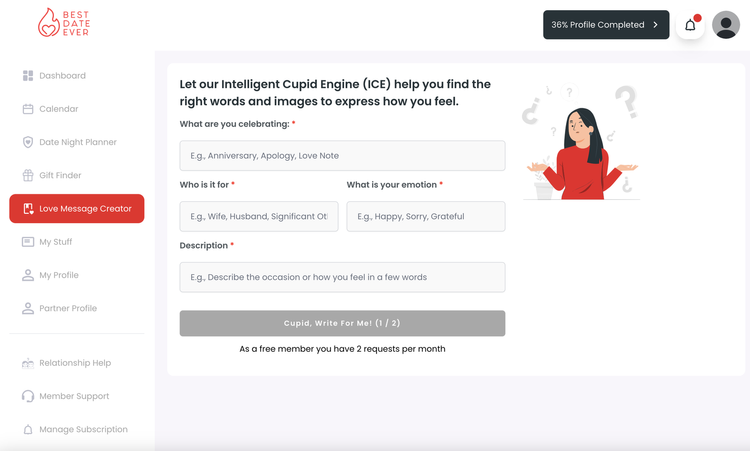 BEST
DATE
EVER
36% Profile Completed
Dashboard
Calendar
Date Night Planner
Gift Finder
Love Message Creator
My Stuff
My Profile
Partner Profile
Relationship Help
Member Support
Manage Subscription
Let our Intelligent Cupid Engine (ICE) help you find the
right words and images to express how you feel.
What are you celebrating: *
E.g., Anniversary, Apology, Love Note
Who is it for *
What is your emotion *
E.g., Wife, Husband, Significant Ot
E.g., Happy, Sorry, Grateful
Description *
E.g., Describe the occasion or how you feel in a few words
Cupid, Write For Me! (1 / 2)
As a free member you have 2 requests per month